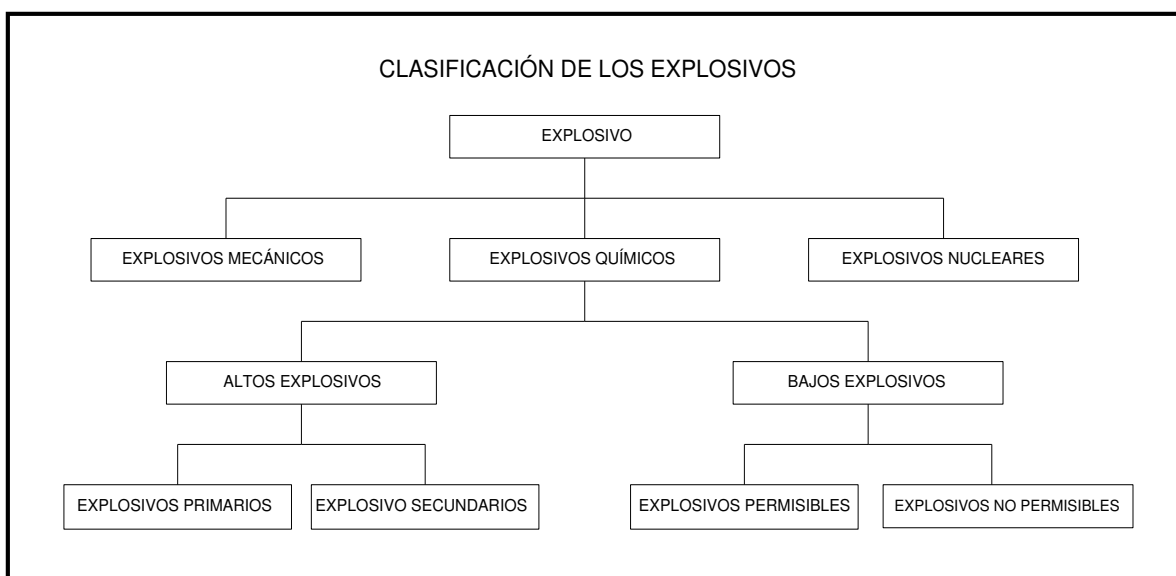 CLASIFICACIÓN DE LOS EXPLOSIVOS
EXPLOSIVO
EXPLOSIVOS MECÁNICOS
EXPLOSIVOS QUÍMICOS
EXPLOSIVOS NUCLEARES
ALTOS EXPLOSIVOS
BAJOS EXPLOSIVOS
EXPLOSIVOS PRIMARIOS
EXPLOSIVO SECUNDARIOS
EXPLOSIVOS PERMISIBLES
EXPLOSIVOS NO PERMISIBLES